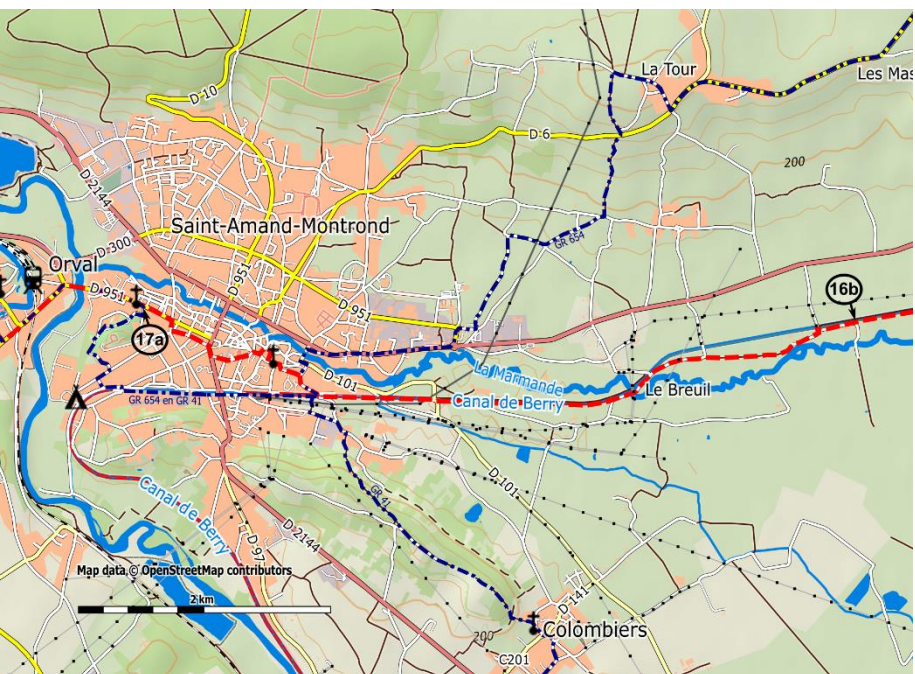 La Tour
Les Mas
D 10
D 6
200
D 2144
Saint-Amand-Montrond
GR 654
D 300
D 951
Orval
D 951
D 951
16b
17a
D 101
La Marmande
Canal de Berry
Le Breuil
GR 654 en GR 41
D 101
GR 41
Canal de Berry
D 2144
Map data © OpenStreetMap contributors
2 km
D 141
200
Colombiers
C201